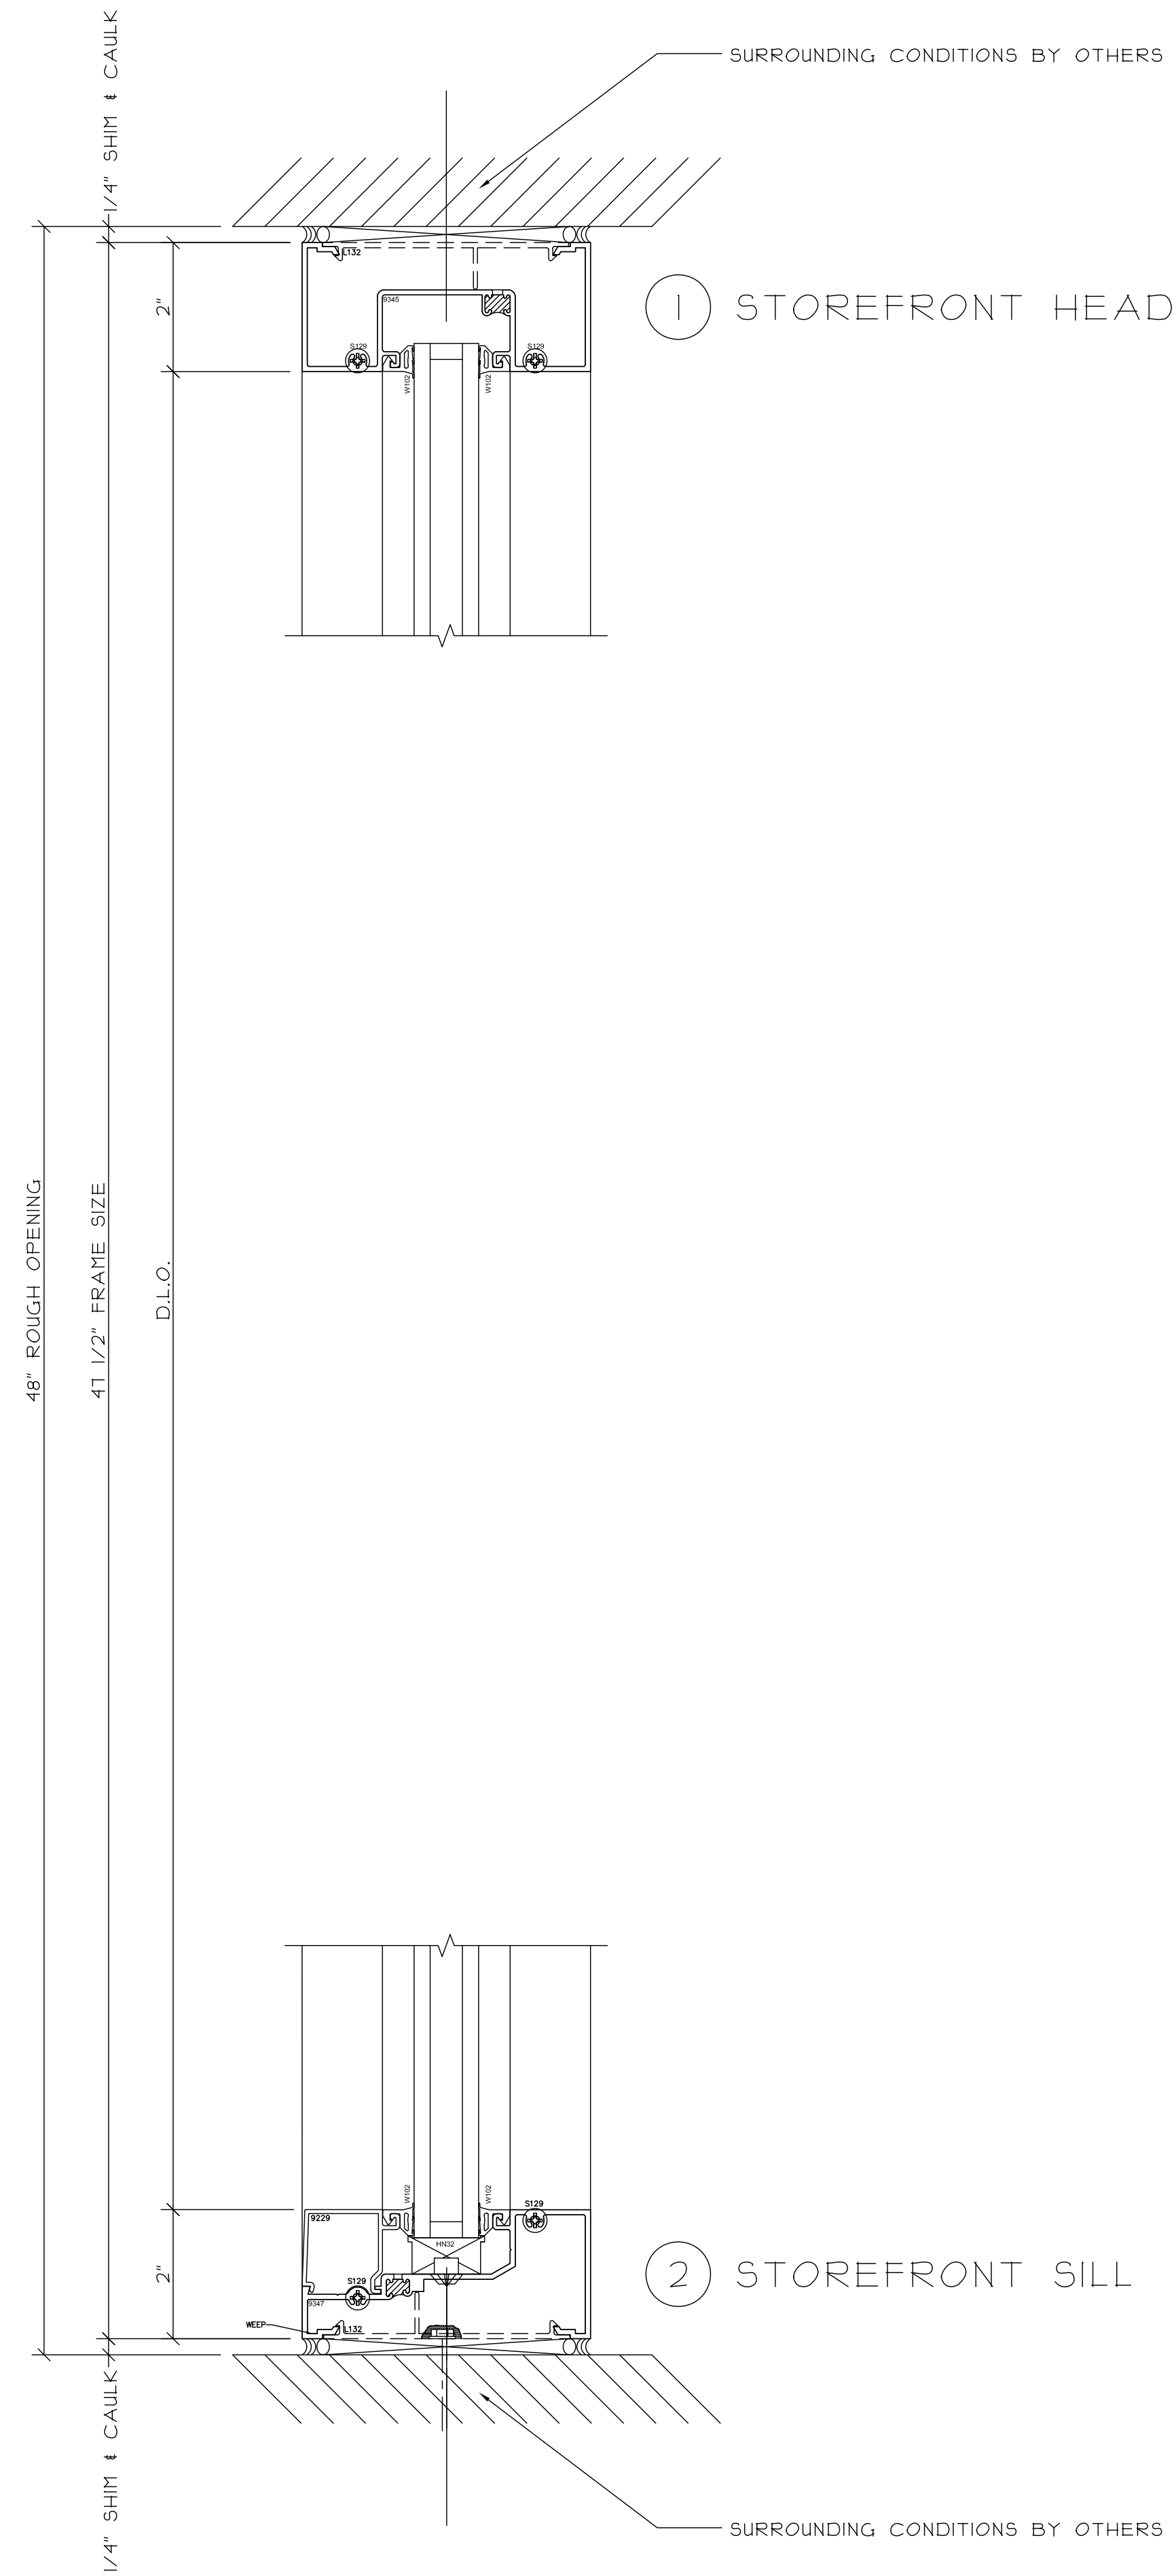 1/4" SHIM & CAULK
SURROUNDING CONDITIONS BY OTHERS
L132
2"
9345
1 STOREFRONT HEAD
S129
S129
W102
W102
48" ROUGH OPENING
47 1/2" FRAME SIZE
D.L.O.
W102
W102
S129
9229
HN32
2"
S129
2 STOREFRONT SILL
9347
WEEP
L132
1/4" SHIM & CAULK
SURROUNDING CONDITIONS BY OTHERS